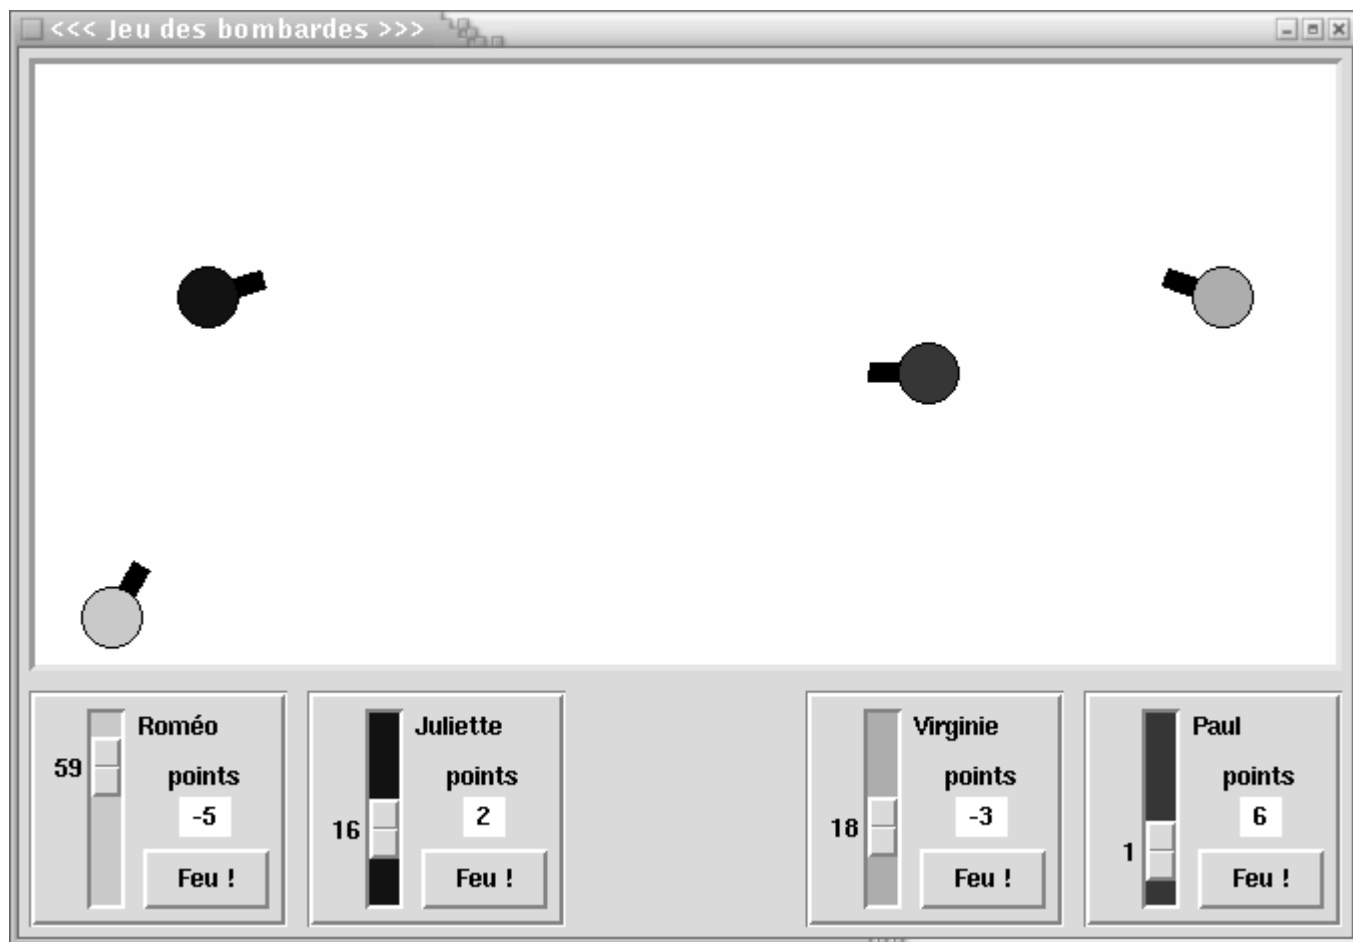 <<< Jeu des bombardes >>>
Roméo
59
points
-5
Feu !
Juliette
16
points
2
Feu !
Virginie
18
points
-3
Feu !
Paul
1
points
6
Feu !